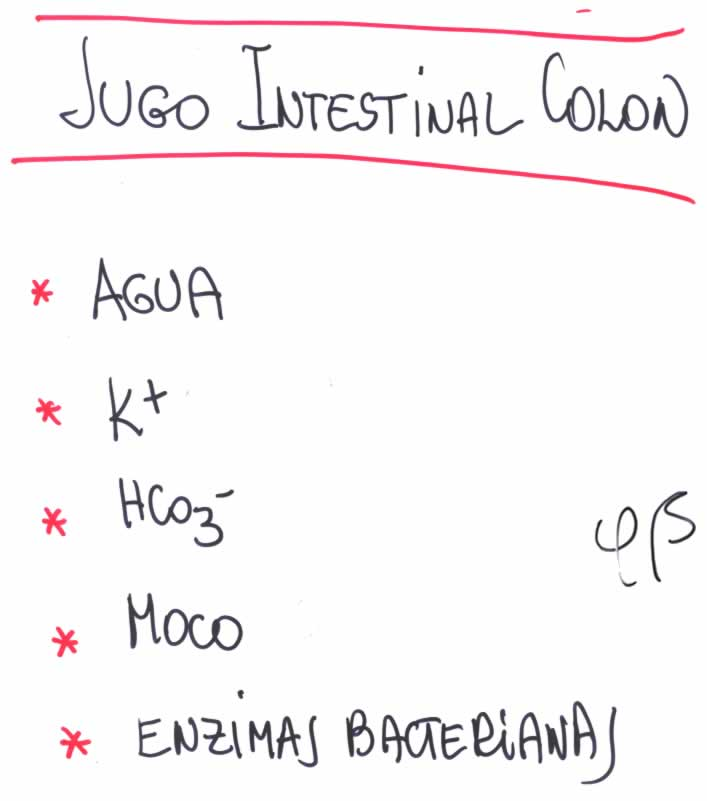 JUGO INTESTINAL COLON
* AGUA
* K+
* HCO3-
* MOCO
* ENZIMAS BACTERIANAS